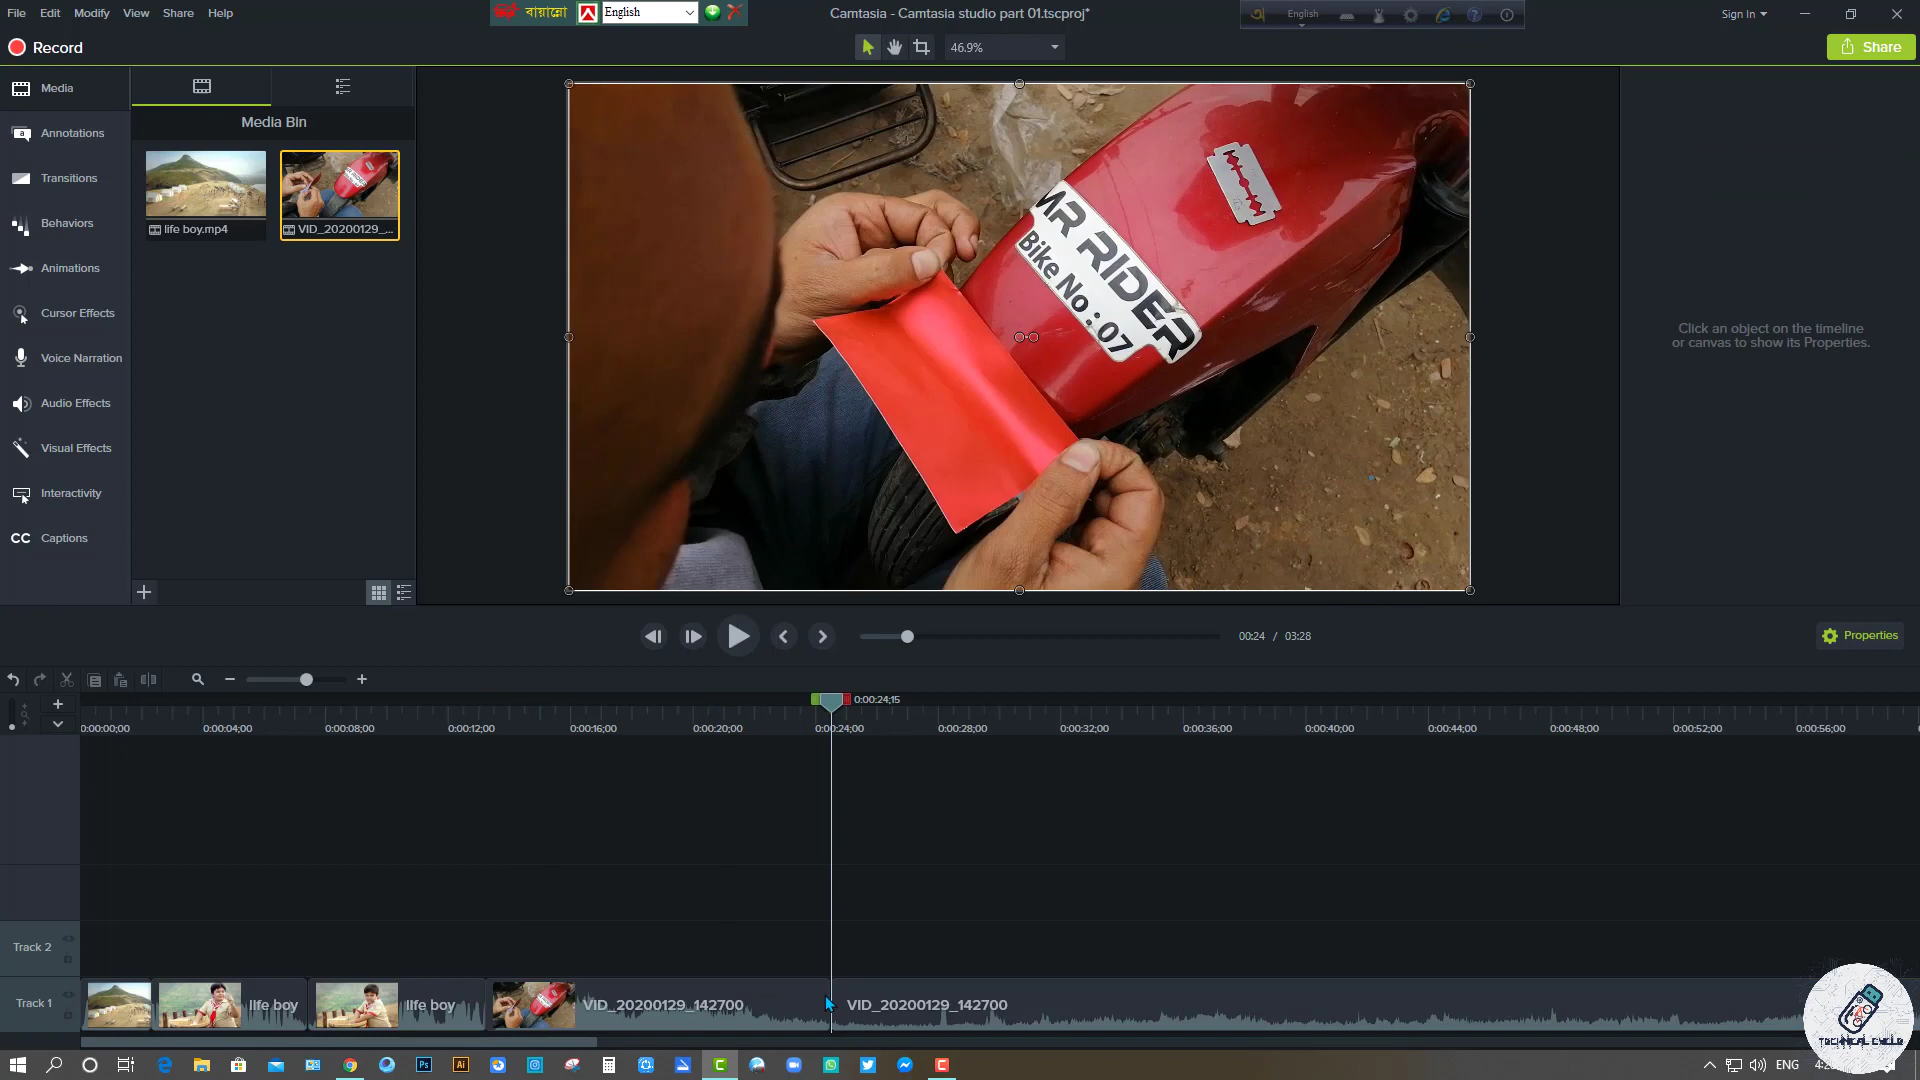 File Edit Modify View Share Help
বায়ান্নো English
Camtasia - Camtasia studio part 01.tscproj*
English
Sign In
Record
46.9%
Share
Media
Annotations
Transitions
Behaviors
Animations
Cursor Effects
Voice Narration
Audio Effects
Visual Effects
Interactivity
CC Captions
Media Bin
life boy.mp4
VID_20200129_...
MR RIDER
Bike No.: 07
Click an object on the timeline
or canvas to show its Properties.
00:24 / 03:28
Properties
0:00:24;15
0:00:00;00 0:00:04;00 0:00:08;00 0:00:12;00 0:00:16;00 0:00:20;00 0:00:24;00 0:00:28;00 0:00:32;00 0:00:36;00 0:00:40;00 0:00:44;00 0:00:48;00 0:00:52;00 0:00:56;00
Track 2
Track 1
life boy
life boy
VID_20200129_142700
VID_20200129_142700
TECHNICAL CYCLO
Ps Ai
ENG